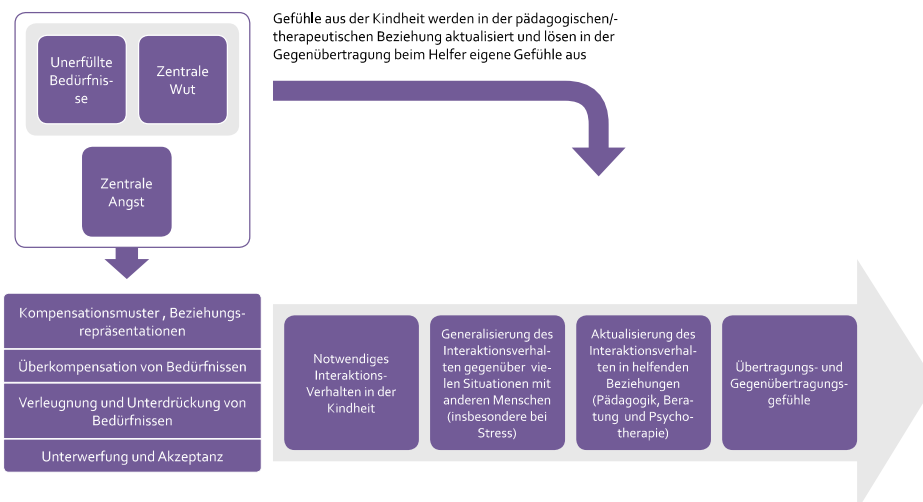 Gefühle aus der Kindheit werden in der pädagogischen/-
therapeutischen Beziehung aktualisiert und lösen in der
Gegenübertragung beim Helfer eigene Gefühle aus
Unerfüllte
Bedürfnis-
se
Zentrale
Wut
Zentrale
Angst
Kompensationsmuster , Beziehungs-
repräsentationen
Überkompensation von Bedürfnissen
Verleugnung und Unterdrückung von
Bedürfnissen
Unterwerfung und Akzeptanz
Notwendiges
Interaktions-
Verhalten in der
Kindheit
Generalisierung des
Interaktionsverhal-
ten gegenüber vie-
len Situationen mit
anderen Menschen
(insbesondere bei
Stress)
Aktualisierung des
Interaktionsverhal-
ten in helfenden
Beziehungen
(Pädagogik, Bera-
tung und Psycho-
therapie)
Übertragungs- und
Gegenübertragungs-
gefühle